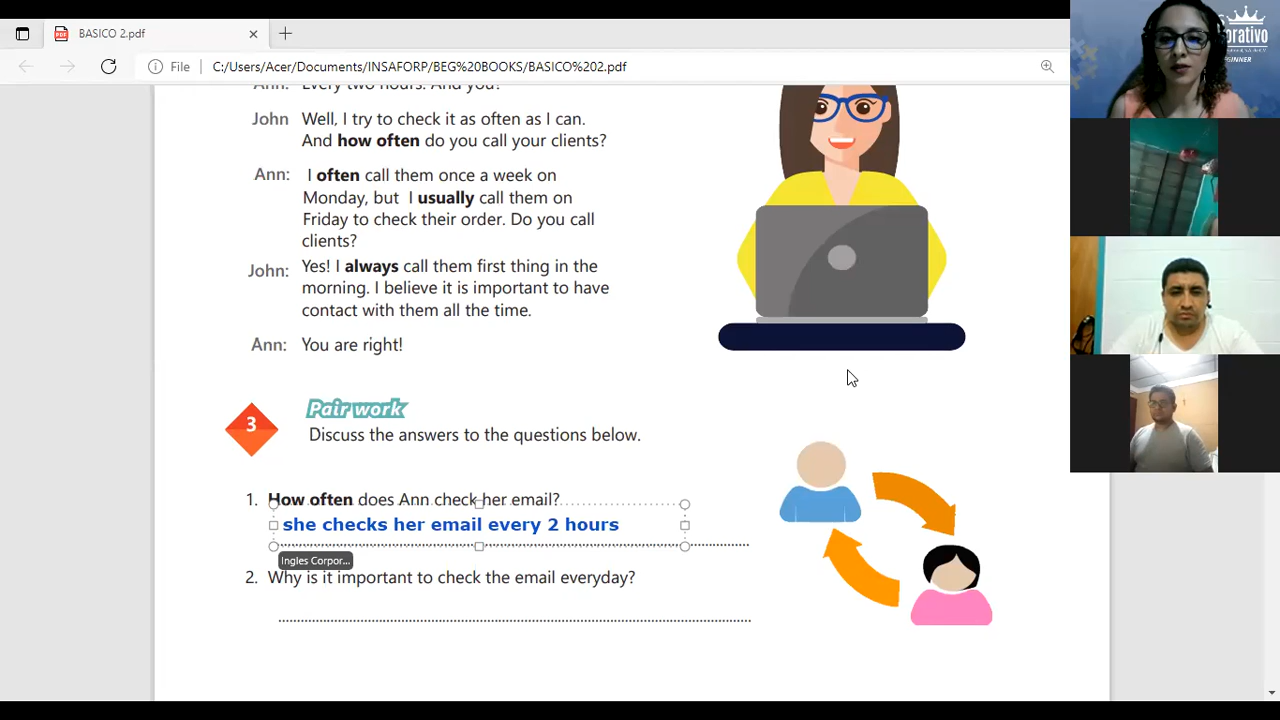 BASICO 2.pdf
File
C:/Users/Acer/Documents/INSAFORP/BEG%20BOOKS/BASICO%202.pdf
orativo
INNER
Ann: Every two hours. And you?
John Well, I try to check it as often as I can.
And how often do you call your clients?
Ann: I often call them once a week on
Monday, but I usually call them on
Friday to check their order. Do you call
clients?
John: Yes! I always call them first thing in the
morning. I believe it is important to have
contact with them all the time.
Ann: You are right!
3
Pair work
Discuss the answers to the questions below.
1. How often does Ann check her email?
she checks her email every 2 hours
Ingles Corpor...
2. Why is it important to check the email everyday?